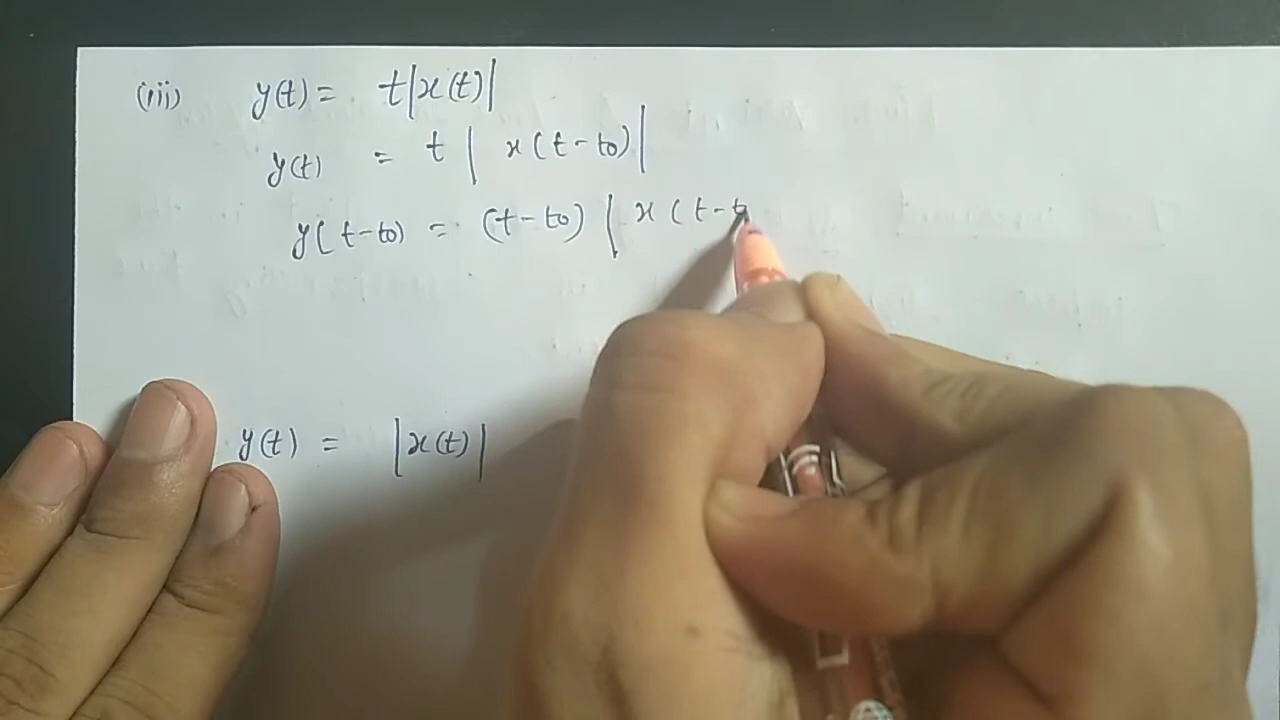 (iii) y(t) = t|x(t)|
y(t) = t | x(t-t0)|
y(t-t0) = (t-t0) | x(t-t
y(t) = |x(t)|